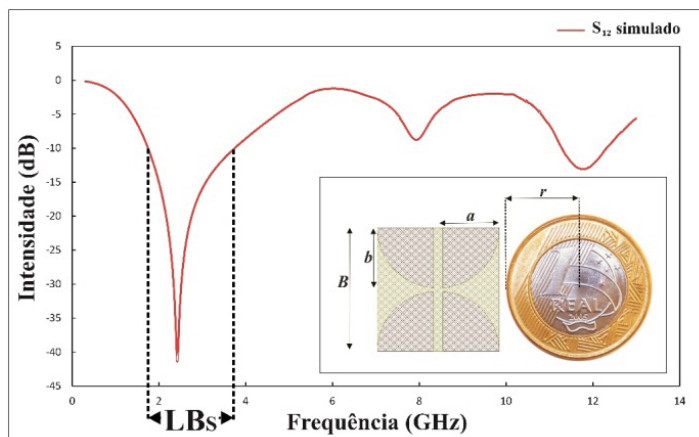 S₁₂ simulado
Intensidade (dB)
5
0
-5
-10
-15
-20
-25
-30
-35
-40
-45
0
2
4
6
8
10
12
14
LBs
Frequência (GHz)
r
a
b
B
REAL